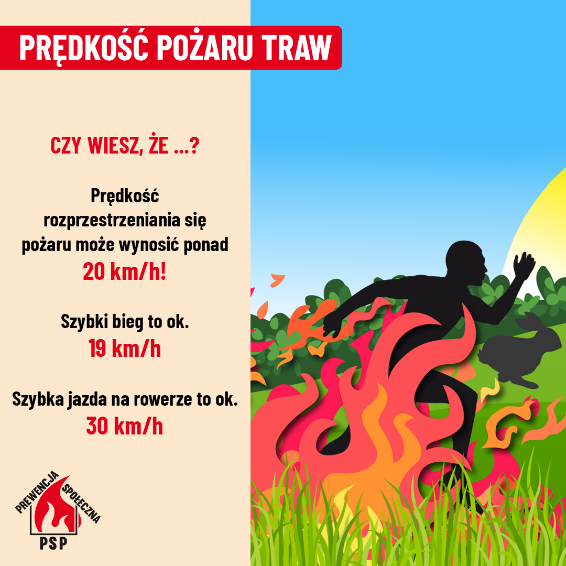 PRĘDKOŚĆ POŻARU TRAW
CZY WIESZ, ŻE ...?
Prędkość
rozprzestrzeniania się
pożaru może wynosić ponad
20 km/h!
Szybki bieg to ok.
19 km/h
Szybka jazda na rowerze to ok.
30 km/h
PREWENCJA SPOŁECZNA
PSP